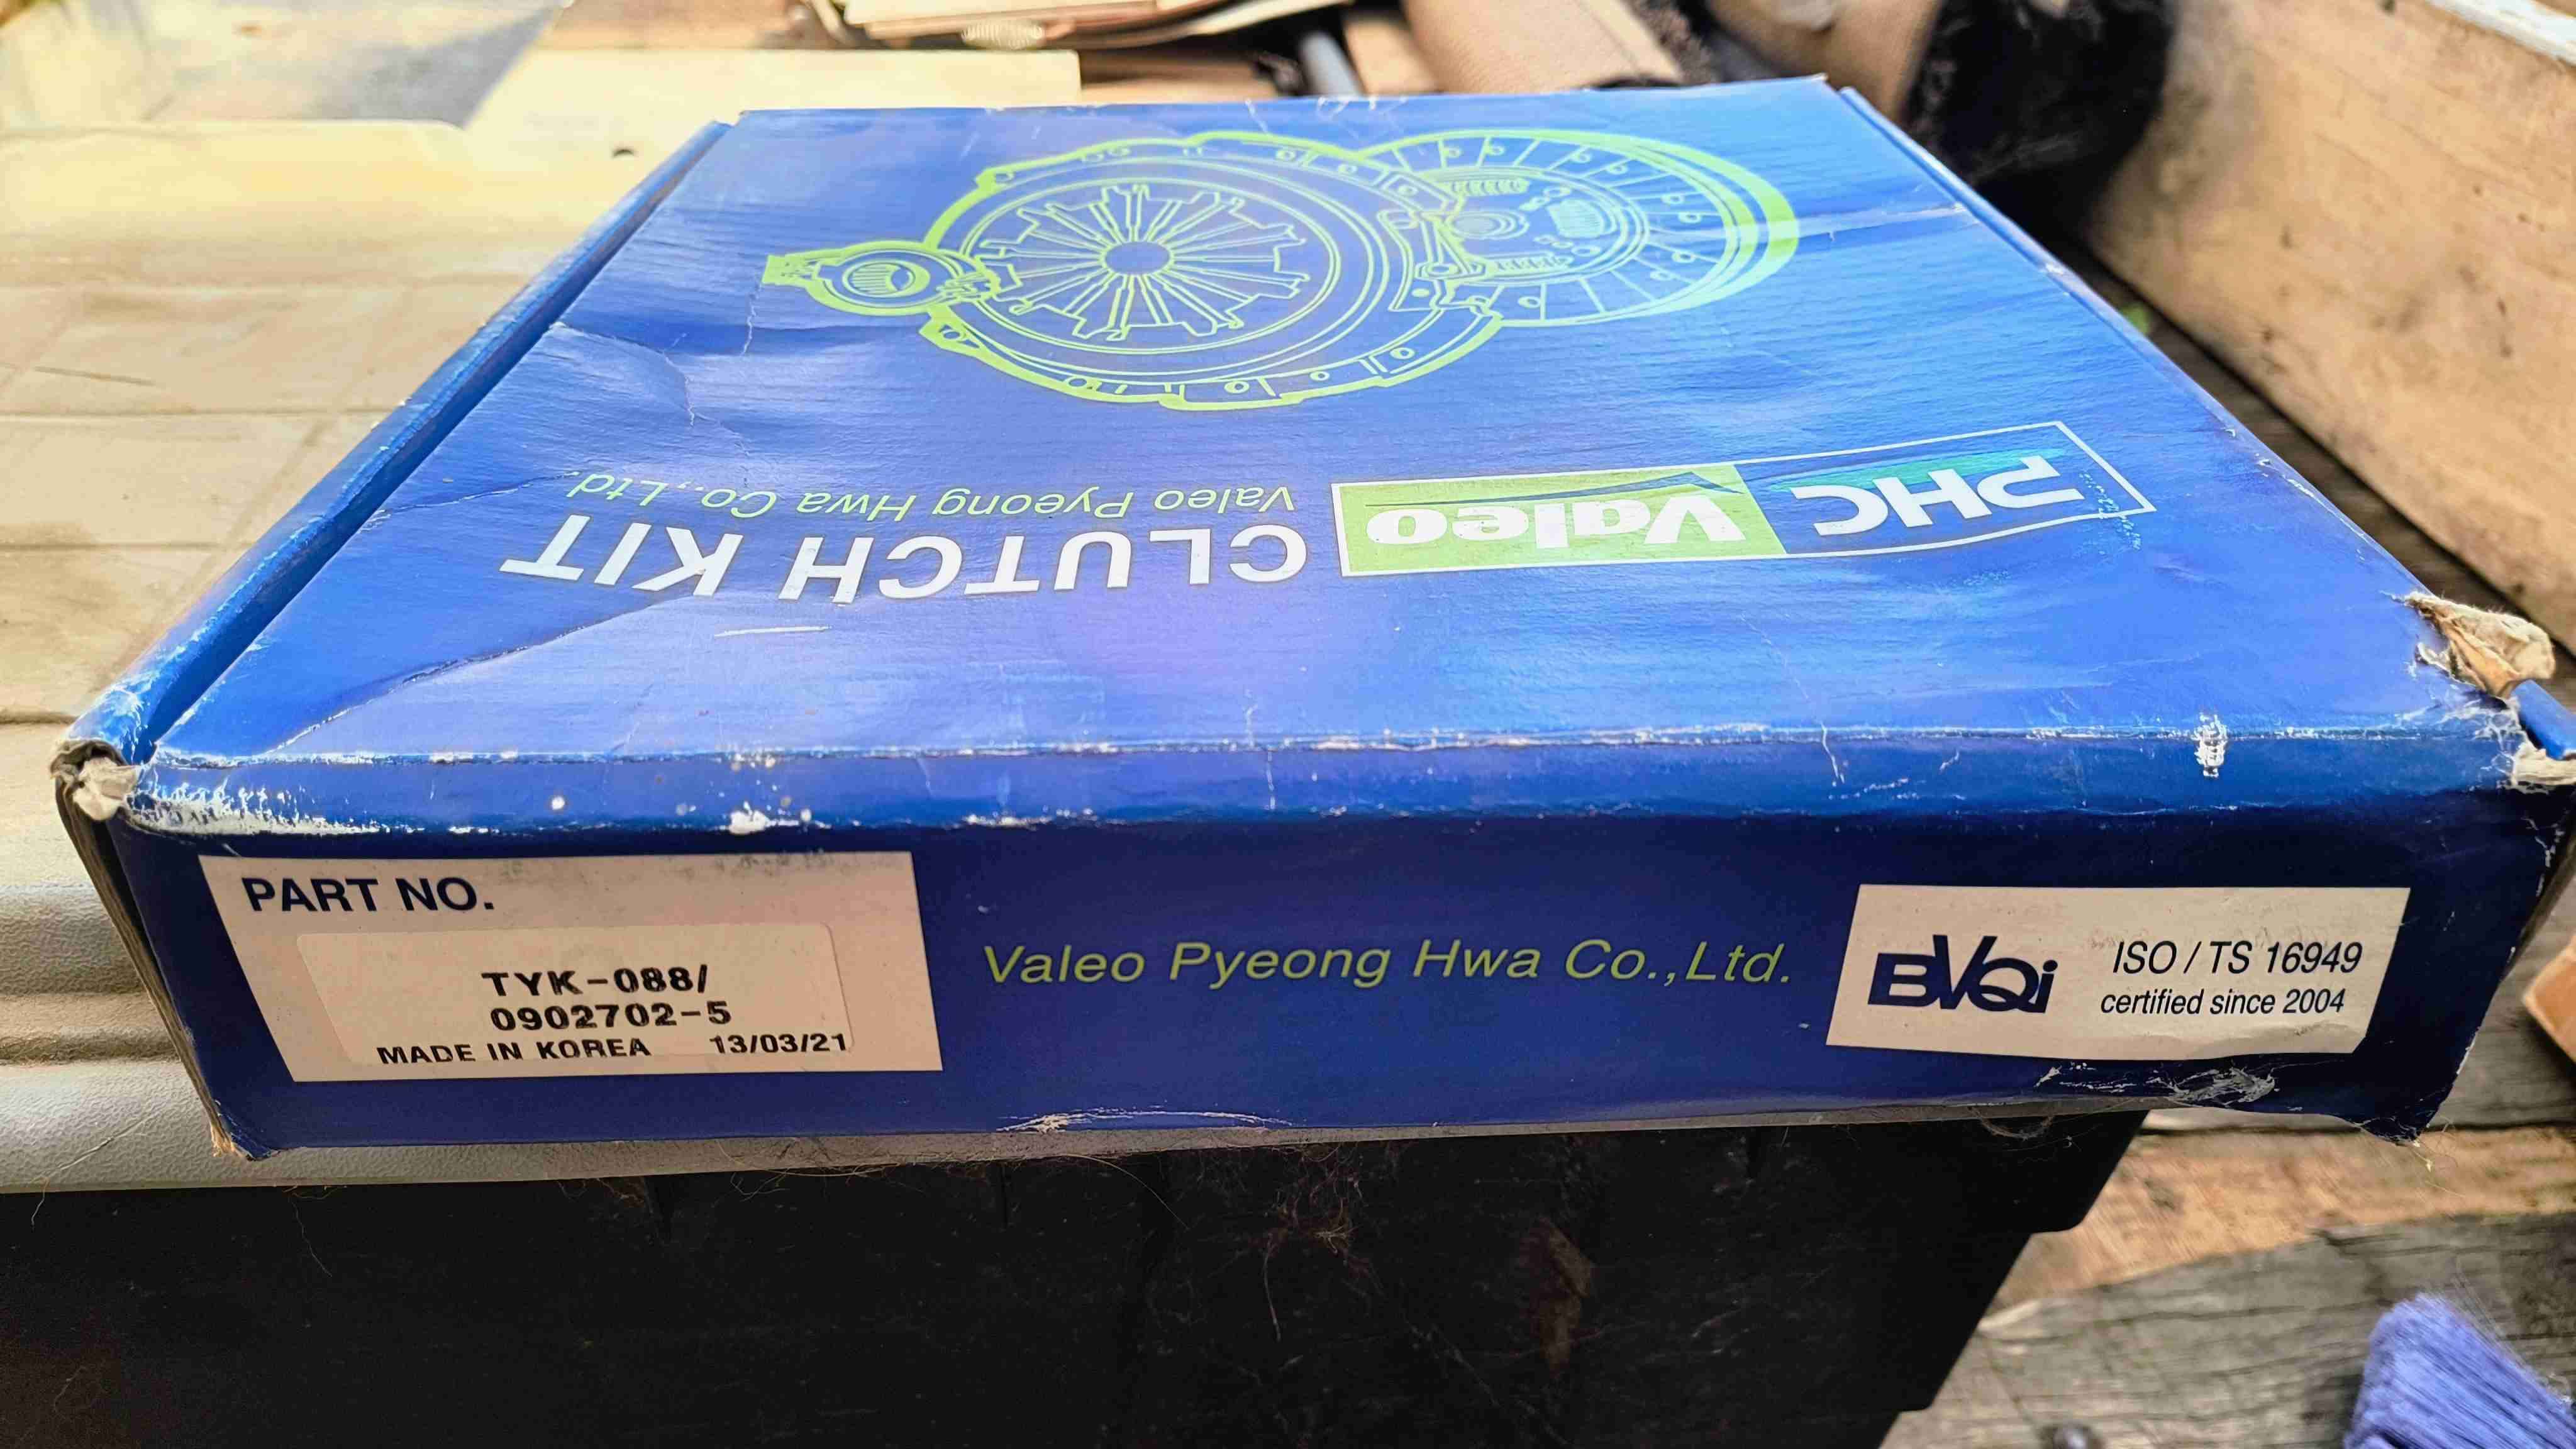 PHC Valeo
CLUTCH KIT
Valeo Pyeong Hwa Co.,Ltd.
PART NO.
TYK-088/
0902702-5
MADE IN KOREA 13/03/21
Valeo Pyeong Hwa Co.,Ltd.
BVQi
ISO / TS 16949
certified since 2004